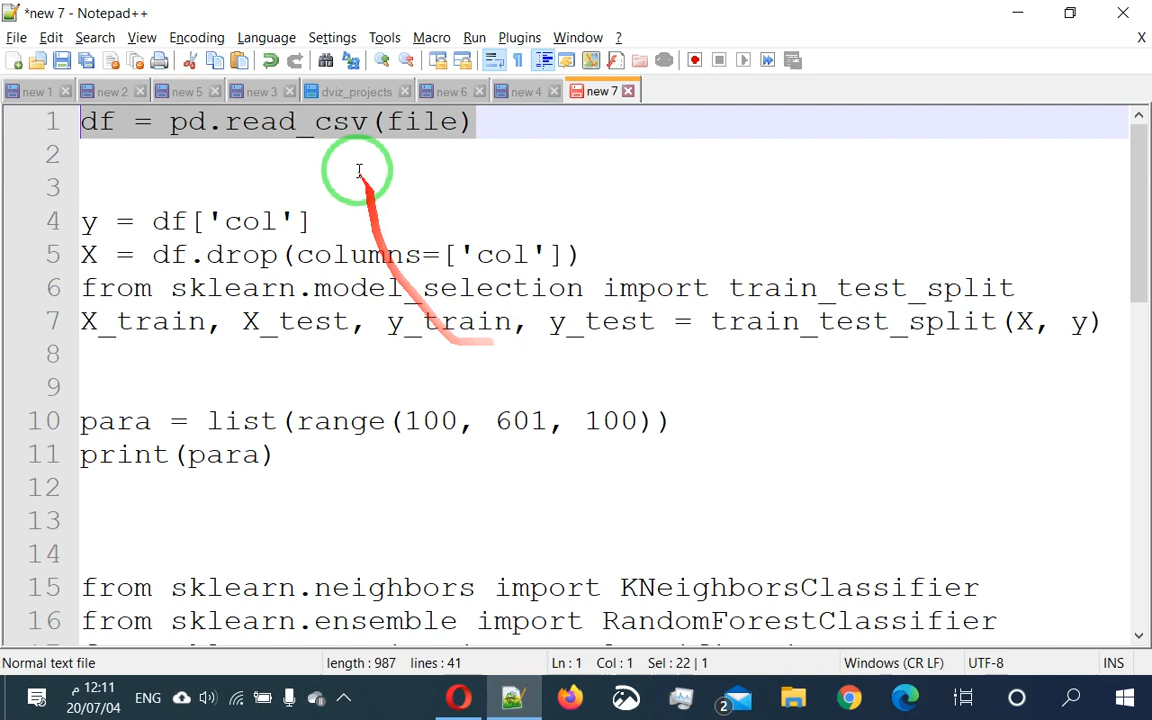 *new 7 - Notepad++
File Edit Search View Encoding Language Settings Tools Macro Run Plugins Window ? X
new 1 new 2 new 5 new 3 dviz_projects new 6 new 4 new 7
1 df = pd.read_csv(file)
2
3
4 y = df['col']
5 X = df.drop(columns=['col'])
6 from sklearn.model_selection import train_test_split
7 X_train, X_test, y_train, y_test = train_test_split(X, y)
8
9
10 para = list(range(100, 601, 100))
11 print(para)
12
13
14
15 from sklearn.neighbors import KNeighborsClassifier
16 from sklearn.ensemble import RandomForestClassifier
Normal text file length : 987 lines : 41 Ln : 1 Col : 1 Sel : 22 | 1 Windows (CR LF) UTF-8 INS
12:11 م ENG 2
20/07/04